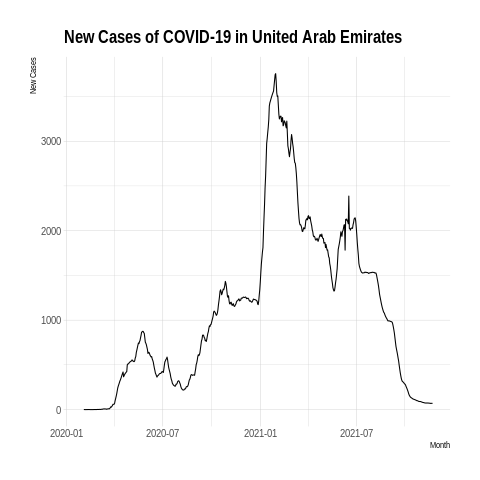 New Cases of COVID-19 in United Arab Emirates
New Cases
3000
2000
1000
0
2020-01 2020-07 2021-01 2021-07
Month